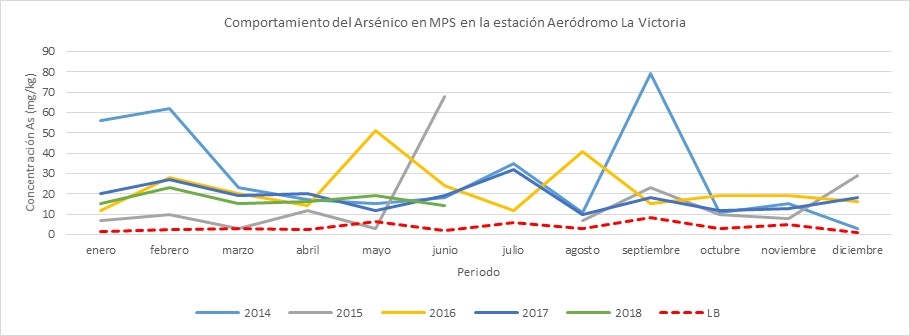 Comportamiento del Arsénico en MPS en la estación Aeródromo La Victoria
Concentración As (mg/kg)
90
80
70
60
50
40
30
20
10
0
enero febrero marzo abril mayo junio julio agosto septiembre octubre noviembre diciembre
Periodo
2014 2015 2016 2017 2018 LB